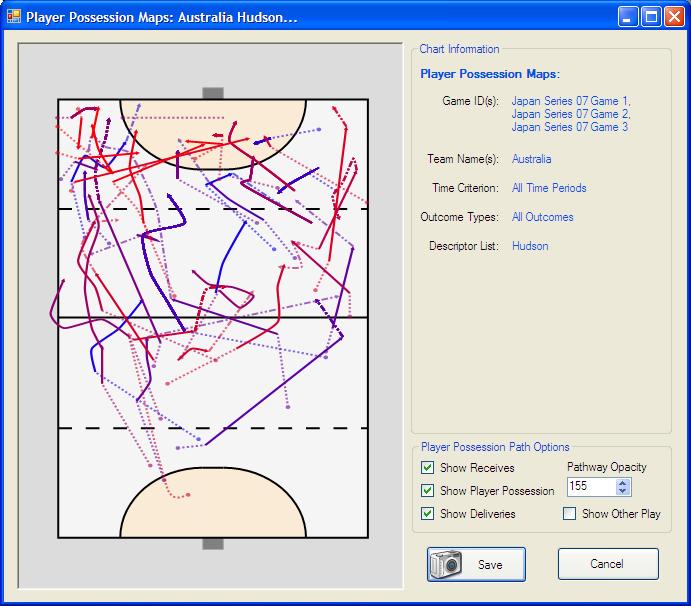 Player Possession Maps: Australia Hudson...
Chart Information
Player Possession Maps:
Game ID(s): Japan Series 07 Game 1,
Japan Series 07 Game 2,
Japan Series 07 Game 3
Team Name(s): Australia
Time Criterion: All Time Periods
Outcome Types: All Outcomes
Descriptor List: Hudson
Player Possession Path Options
Show Receives Pathway Opacity
Show Player Possession 155
Show Deliveries Show Other Play
Save Cancel